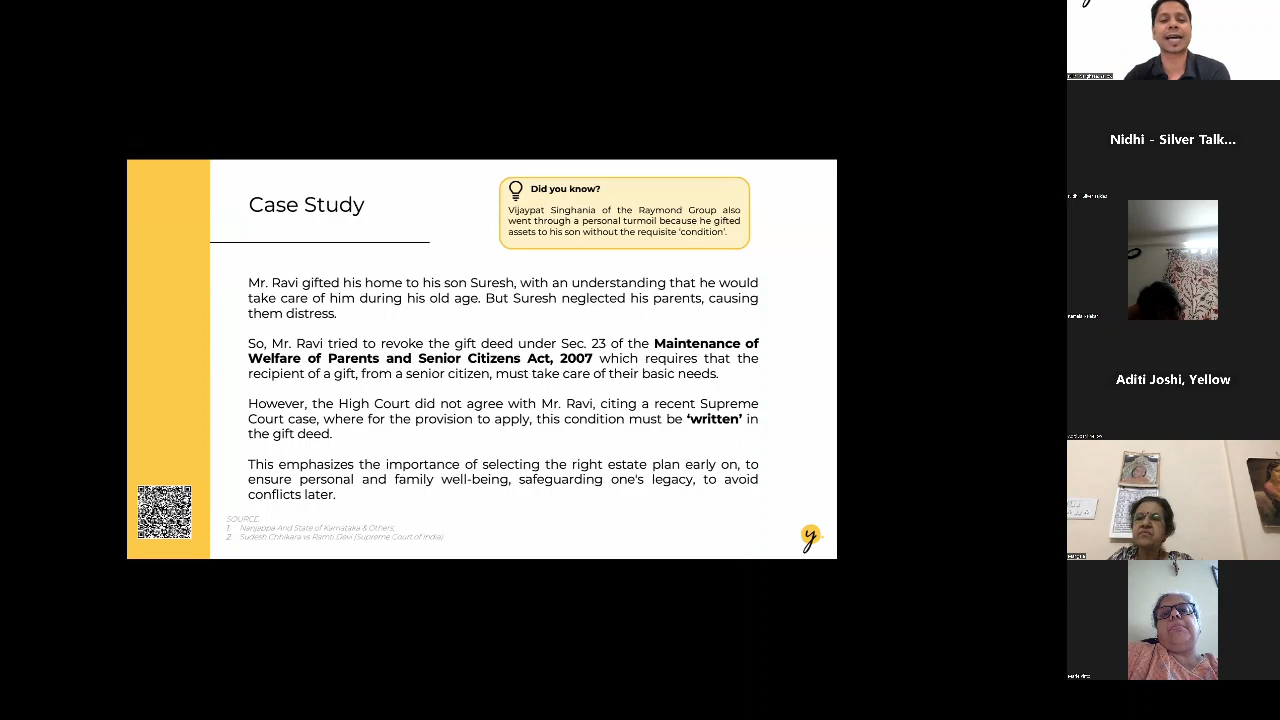 Case Study
Did you know?
Vijaypat Singhania of the Raymond Group also
went through a personal turmoil because he gifted
assets to his son without the requisite ‘condition’.
Mr. Ravi gifted his home to his son Suresh, with an understanding that he would
take care of him during his old age. But Suresh neglected his parents, causing
them distress.
So, Mr. Ravi tried to revoke the gift deed under Sec. 23 of the Maintenance of
Welfare of Parents and Senior Citizens Act, 2007 which requires that the
recipient of a gift, from a senior citizen, must take care of their basic needs.
However, the High Court did not agree with Mr. Ravi, citing a recent Supreme
Court case, where for the provision to apply, this condition must be ‘written’ in
the gift deed.
This emphasizes the importance of selecting the right estate plan early on, to
ensure personal and family well-being, safeguarding one's legacy, to avoid
conflicts later.
SOURCE
1. Nanjappa And State of Karnataka & Others;
2. Sudesh Chhikara vs Ramti Devi (Supreme Court of India)
y
Nidhi - Silver Talk...
Aditi Joshi, Yellow